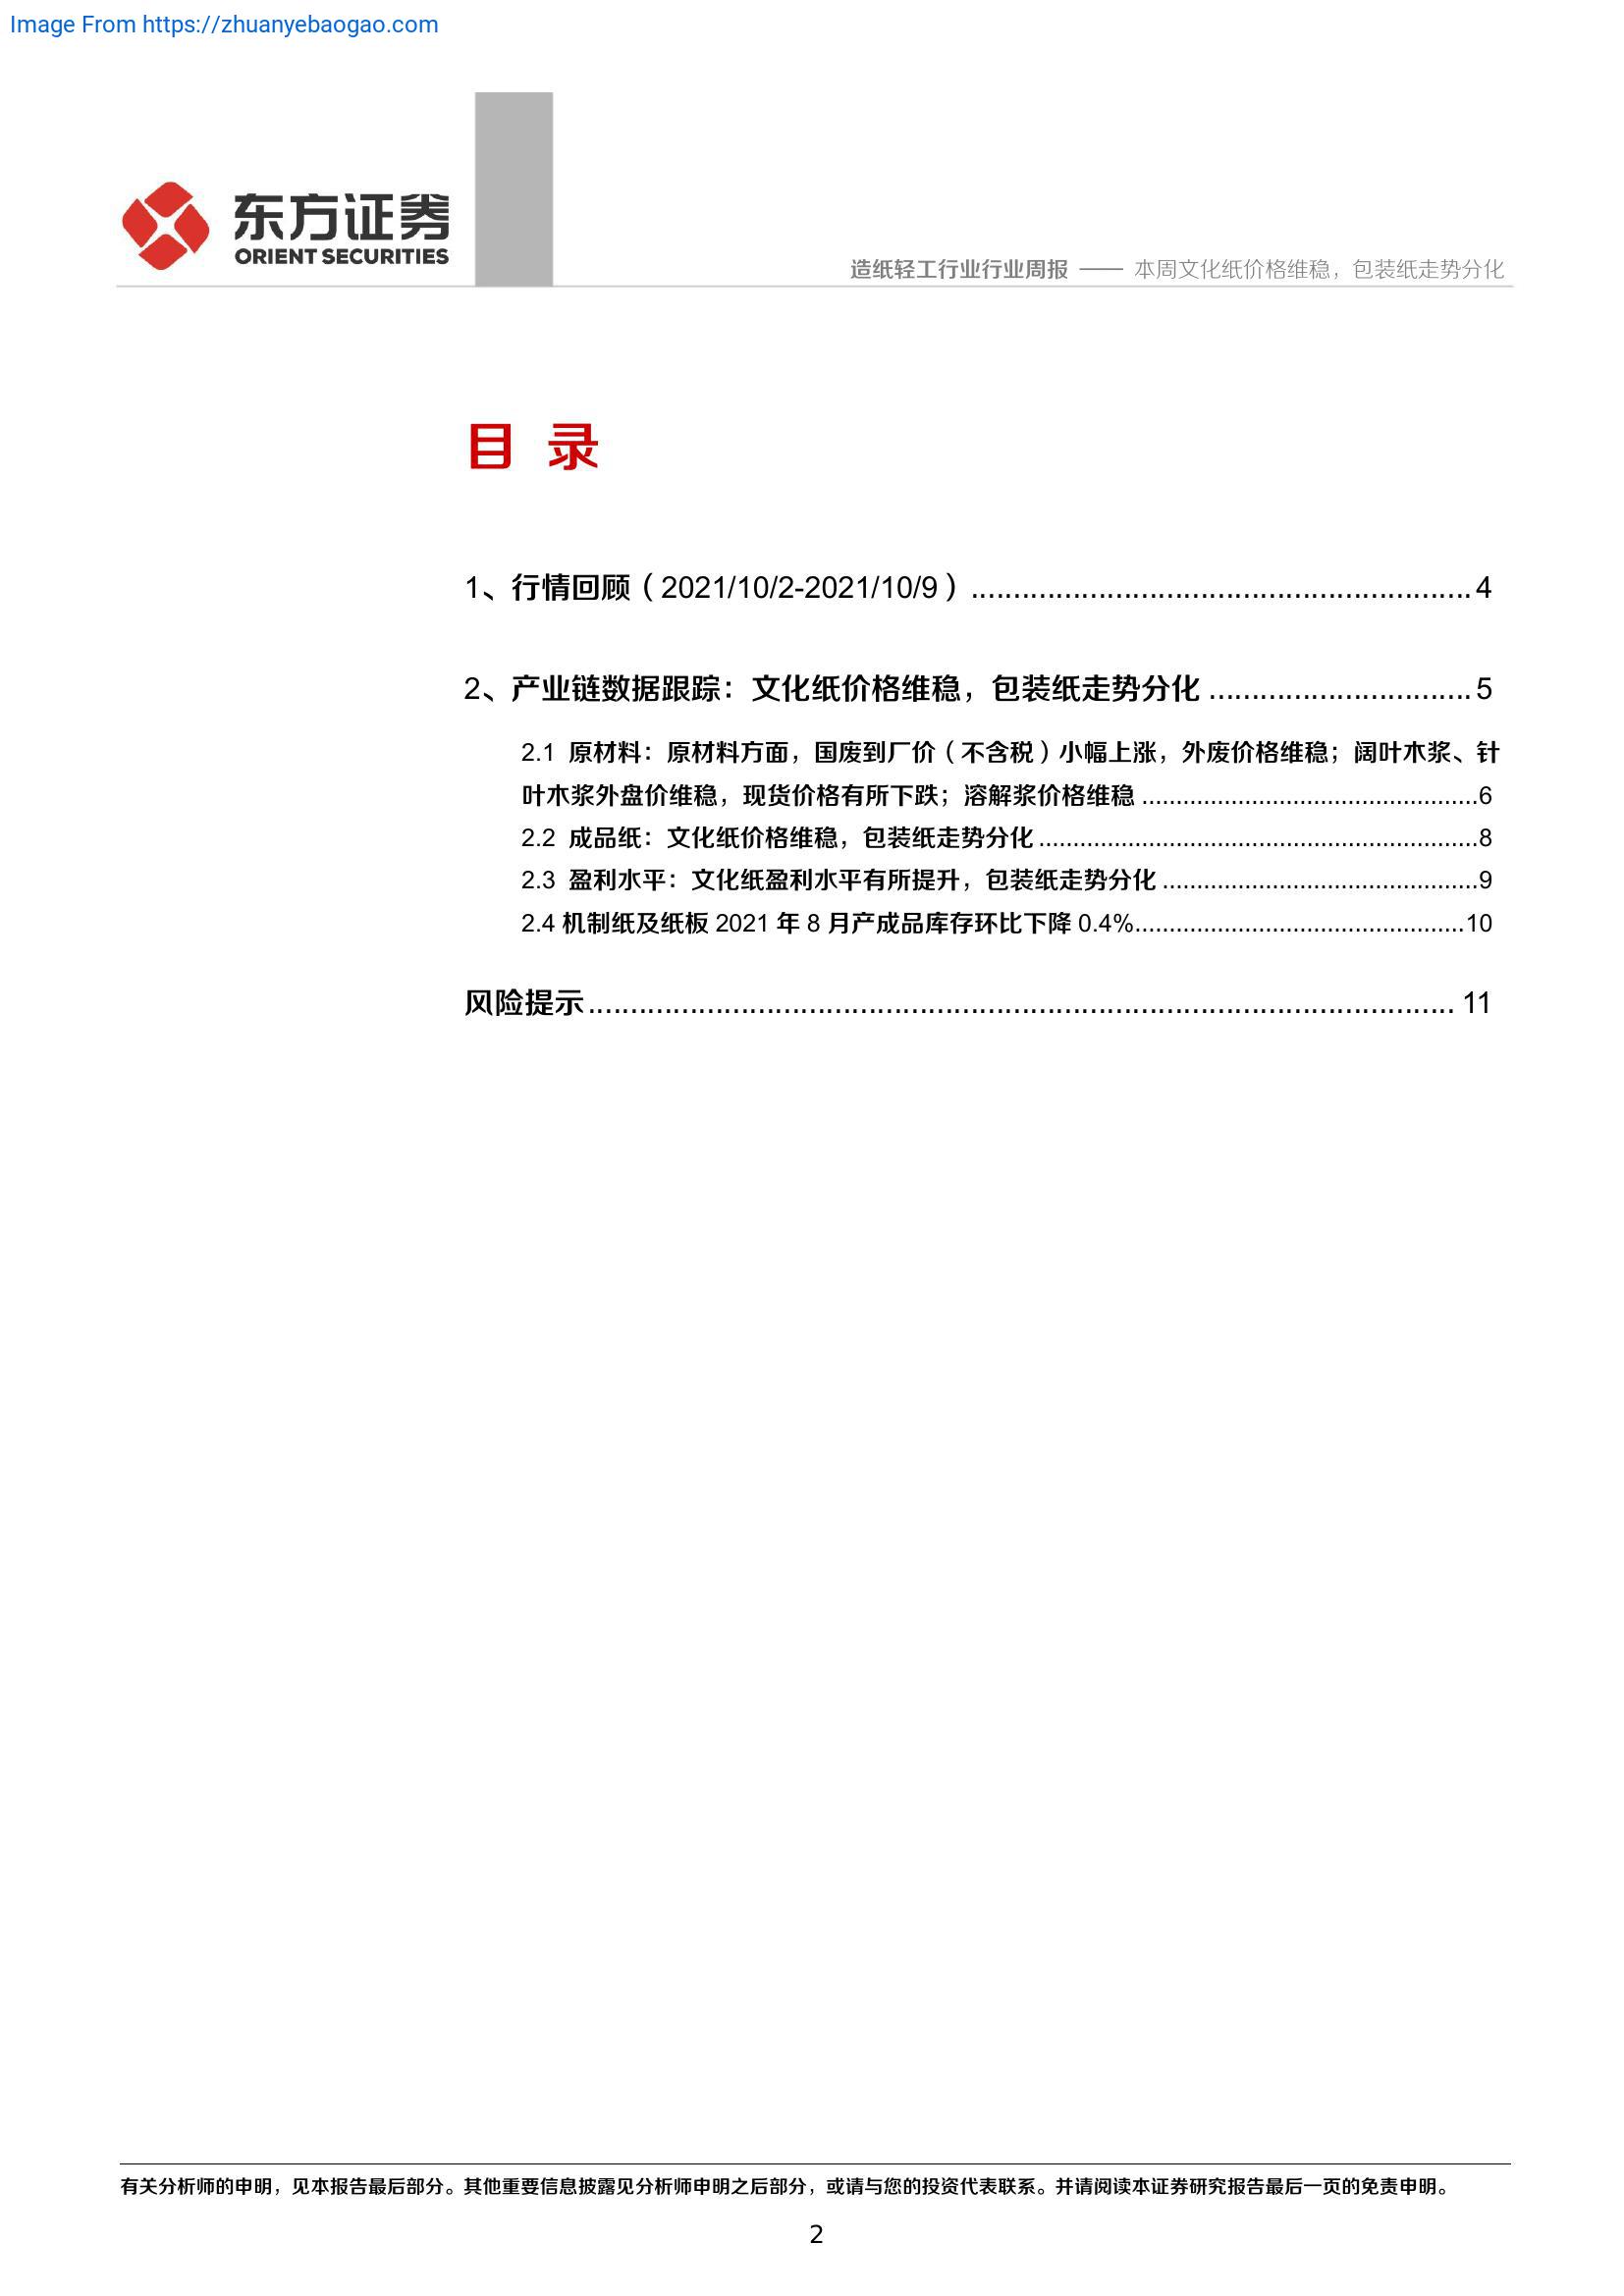 Image From https://zhuanyebaogao.com
东方证券
ORIENT SECURITIES
造纸轻工行业行业周报 —— 本周文化纸价格维稳，包装纸走势分化
目 录
1、行情回顾（2021/10/2-2021/10/9）............................................................4
2、产业链数据跟踪：文化纸价格维稳，包装纸走势分化 ...............................5
2.1 原材料：原材料方面，国废到厂价（不含税）小幅上涨，外废价格维稳；阔叶木浆、针
叶木浆外盘价维稳，现货价格有所下跌；溶解浆价格维稳 .................................................6
2.2 成品纸：文化纸价格维稳，包装纸走势分化 ................................................................8
2.3 盈利水平：文化纸盈利水平有所提升，包装纸走势分化 ..............................................9
2.4 机制纸及纸板 2021 年 8 月产成品库存环比下降 0.4%................................................10
风险提示....................................................................................................... 11
有关分析师的申明，见本报告最后部分。其他重要信息披露见分析师申明之后部分，或请与您的投资代表联系。并请阅读本证券研究报告最后一页的免责申明。
2